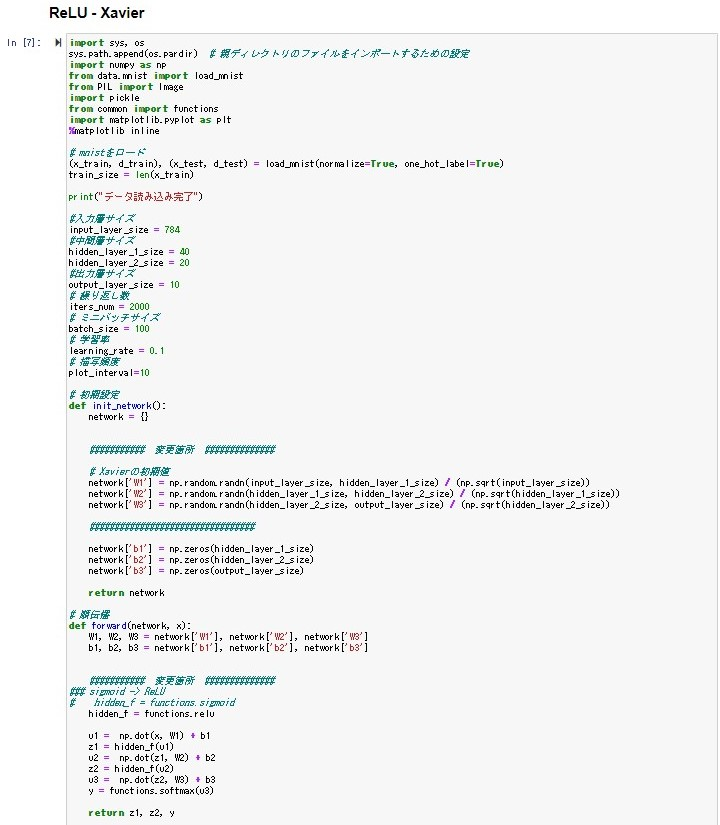 ReLU - Xavier
In [7]:
import sys, os
sys.path.append(os.pardir)  # 親ディレクトリのファイルをインポートするための設定
import numpy as np
from data.mnist import load_mnist
from PIL import Image
import pickle
from common import functions
import matplotlib.pyplot as plt
%matplotlib inline
# mnistをロード
(x_train, d_train), (x_test, d_test) = load_mnist(normalize=True, one_hot_label=True)
train_size = len(x_train)
print("データ読み込み完了")
#入力層サイズ
input_layer_size = 784
#中間層サイズ
hidden_layer_1_size = 40
hidden_layer_2_size = 20
#出力層サイズ
output_layer_size = 10
# 繰り返し数
iters_num = 2000
# ミニバッチサイズ
batch_size = 100
# 学習率
learning_rate = 0.1
# 描写頻度
plot_interval=10
# 初期設定
def init_network():
    network = {}
    ########### 変更箇所 ##############
    # Xavierの初期値
    network['W1'] = np.random.randn(input_layer_size, hidden_layer_1_size) / (np.sqrt(input_layer_size))
    network['W2'] = np.random.randn(hidden_layer_1_size, hidden_layer_2_size) / (np.sqrt(hidden_layer_1_size))
    network['W3'] = np.random.randn(hidden_layer_2_size, output_layer_size) / (np.sqrt(hidden_layer_2_size))
    #################################
    network['b1'] = np.zeros(hidden_layer_1_size)
    network['b2'] = np.zeros(hidden_layer_2_size)
    network['b3'] = np.zeros(output_layer_size)
    return network
# 順伝播
def forward(network, x):
    W1, W2, W3 = network['W1'], network['W2'], network['W3']
    b1, b2, b3 = network['b1'], network['b2'], network['b3']
    ########### 変更箇所 ##############
### sigmoid -> ReLU
#   hidden_f = functions.sigmoid
    hidden_f = functions.relu
    u1 =  np.dot(x, W1) + b1
    z1 = hidden_f(u1)
    u2 =  np.dot(z1, W2) + b2
    z2 = hidden_f(u2)
    u3 =  np.dot(z2, W3) + b3
    y = functions.softmax(u3)
    return z1, z2, y